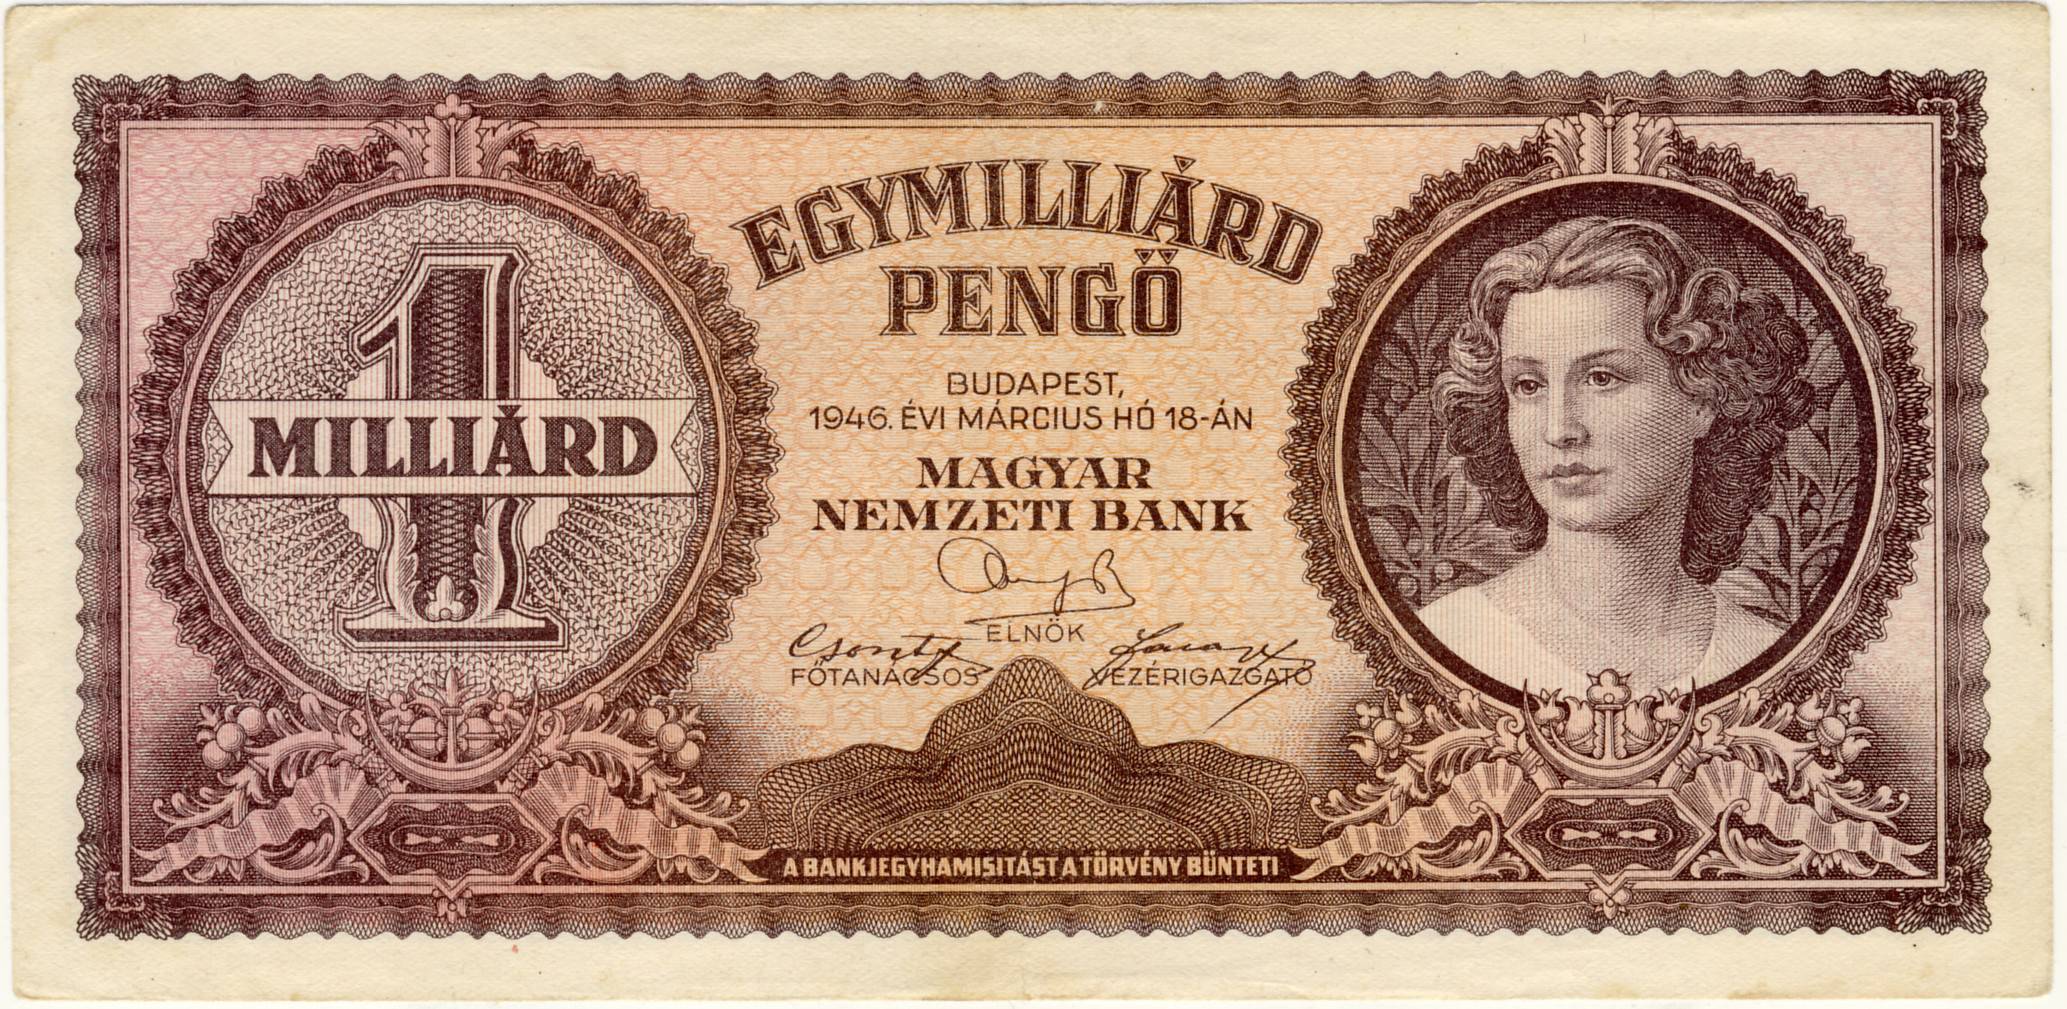 EGYMILLIÁRD
PENGŐ
1
MILLIÁRD
BUDAPEST,
1946. ÉVI MÁRCIUS HÓ 18-ÁN
MAGYAR
NEMZETI BANK
ELNÖK
FŐTANÁCSOS
VEZÉRIGAZGATÓ
A BANKJEGYHAMISITÁST A TÖRVÉNY BÜNTETI